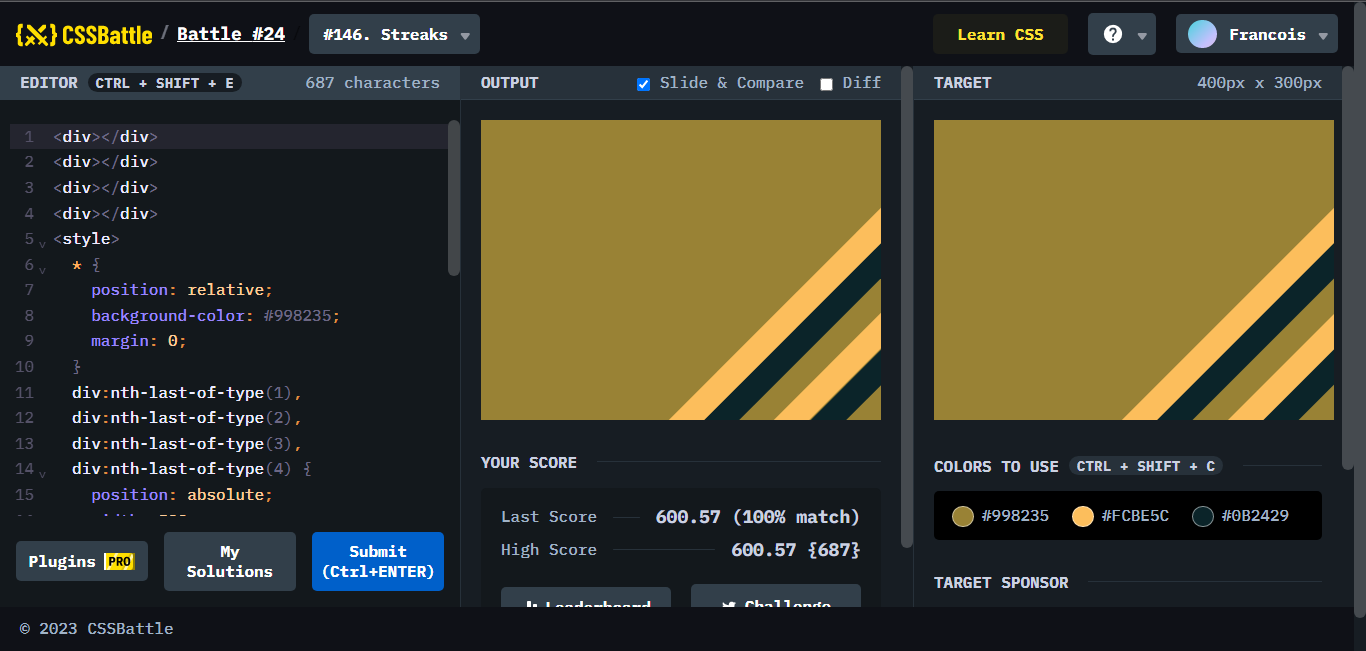 {X} CSSBattle / Battle #24 / #146. Streaks
Learn CSS
? Francois
EDITOR CTRL + SHIFT + E 687 characters
1 <div></div>
2 <div></div>
3 <div></div>
4 <div></div>
5 <style>
6 * {
7 position: relative;
8 background-color: #998235;
9 margin: 0;
10 }
11 div:nth-last-of-type(1),
12 div:nth-last-of-type(2),
13 div:nth-last-of-type(3),
14 div:nth-last-of-type(4) {
15 position: absolute;
Plugins PRO
My Solutions
Submit (Ctrl+ENTER)
OUTPUT Slide & Compare Diff
YOUR SCORE
Last Score 600.57 (100% match)
High Score 600.57 {687}
Leaderboard
Challenge
TARGET 400px x 300px
COLORS TO USE CTRL + SHIFT + C
#998235 #FCBE5C #0B2429
TARGET SPONSOR
© 2023 CSSBattle